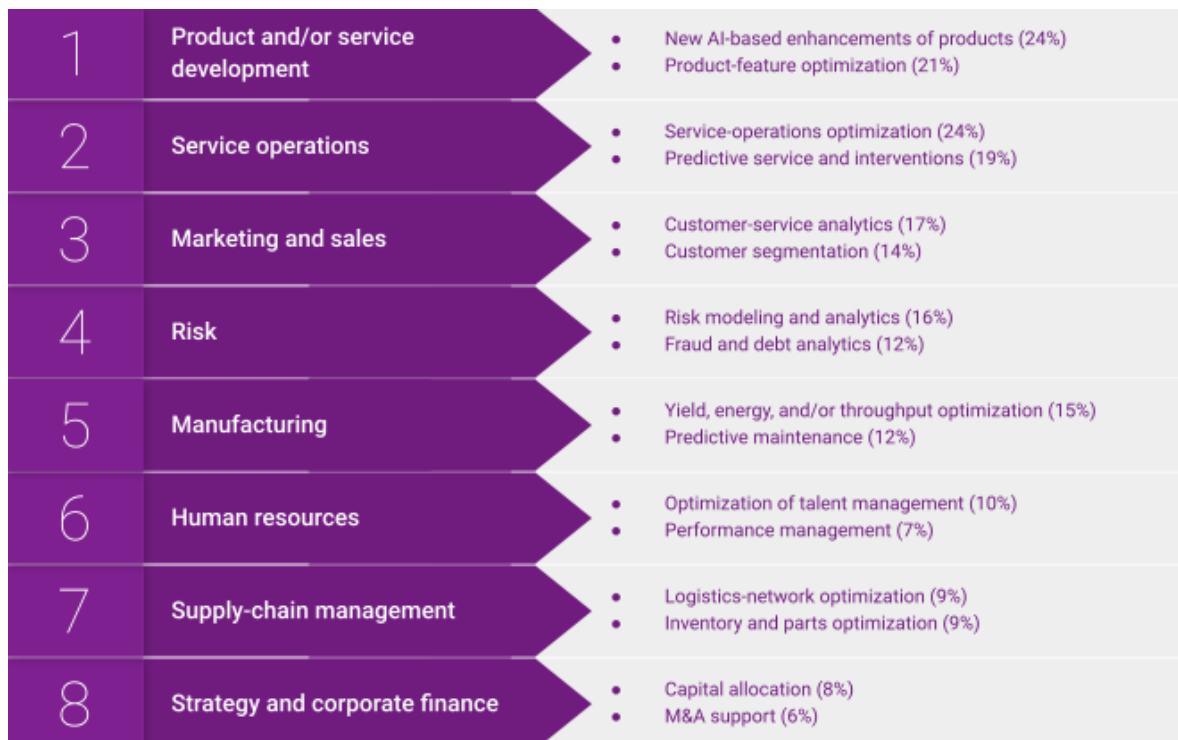 1
Product and/or service
development
• New AI-based enhancements of products (24%)
• Product-feature optimization (21%)
2
Service operations
• Service-operations optimization (24%)
• Predictive service and interventions (19%)
3
Marketing and sales
• Customer-service analytics (17%)
• Customer segmentation (14%)
4
Risk
• Risk modeling and analytics (16%)
• Fraud and debt analytics (12%)
5
Manufacturing
• Yield, energy, and/or throughput optimization (15%)
• Predictive maintenance (12%)
6
Human resources
• Optimization of talent management (10%)
• Performance management (7%)
7
Supply-chain management
• Logistics-network optimization (9%)
• Inventory and parts optimization (9%)
8
Strategy and corporate finance
• Capital allocation (8%)
• M&A support (6%)